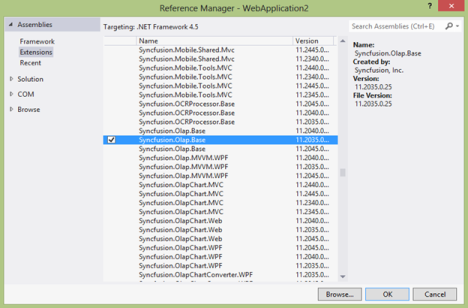 Reference Manager - WebApplication2
Assemblies
Framework
Extensions
Recent
Solution
COM
Browse
Targeting: .NET Framework 4.5
Search Assemblies (Ctrl+E)
Name Version
Syncfusion.Mobile.Shared.Mvc 11.2445.0...
Syncfusion.Mobile.Tools.MVC 11.2440.0...
Syncfusion.Mobile.Tools.MVC 11.2340.0...
Syncfusion.Mobile.Tools.MVC 11.2445.0...
Syncfusion.Mobile.Tools.MVC 11.2345.0...
Syncfusion.OCRProcessor.Base 11.2045.0...
Syncfusion.OCRProcessor.Base 11.2040.0...
Syncfusion.OCRProcessor.Base 11.2035.0...
Syncfusion.Olap.Base 11.2040.0...
Syncfusion.Olap.Base 11.2035.0...
Syncfusion.Olap.Base 11.2045.0...
Syncfusion.Olap.MVVM.WPF 11.2040.0...
Syncfusion.Olap.MVVM.WPF 11.2035.0...
Syncfusion.Olap.MVVM.WPF 11.2045.0...
Syncfusion.OlapChart.MVC 11.2440.0...
Syncfusion.OlapChart.MVC 11.2340.0...
Syncfusion.OlapChart.MVC 11.2445.0...
Syncfusion.OlapChart.MVC 11.2345.0...
Syncfusion.OlapChart.Web 11.2040.0...
Syncfusion.OlapChart.Web 11.2035.0...
Syncfusion.OlapChart.Web 11.2045.0...
Syncfusion.OlapChart.WPF 11.2040.0...
Syncfusion.OlapChart.WPF 11.2035.0...
Syncfusion.OlapChart.WPF 11.2045.0...
Syncfusion.OlapChartConverter.WPF 11.2035.0...
Name:
Syncfusion.Olap.Base
Created by:
Syncfusion, Inc.
Version:
11.2035.0.25
File Version:
11.2035.0.25
Browse... OK Cancel